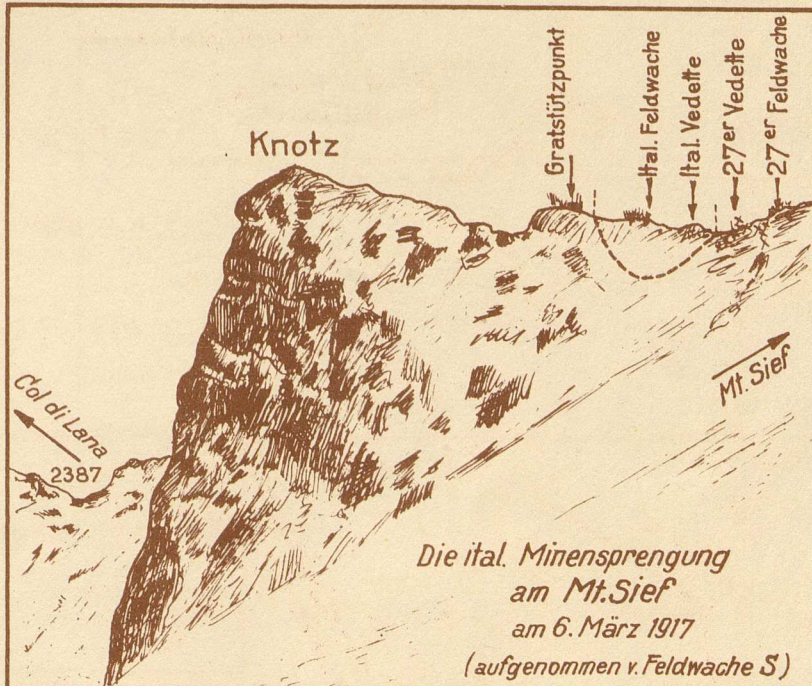 Knotz
Gratstützpunkt
Ital. Feldwache
Ital. Vedette
27er Vedette
27er Feldwache
Col di Lana
2387
Mt. Sief
Die ital. Minensprengung
am Mt. Sief
am 6. März 1917
(aufgenommen v. Feldwache S)